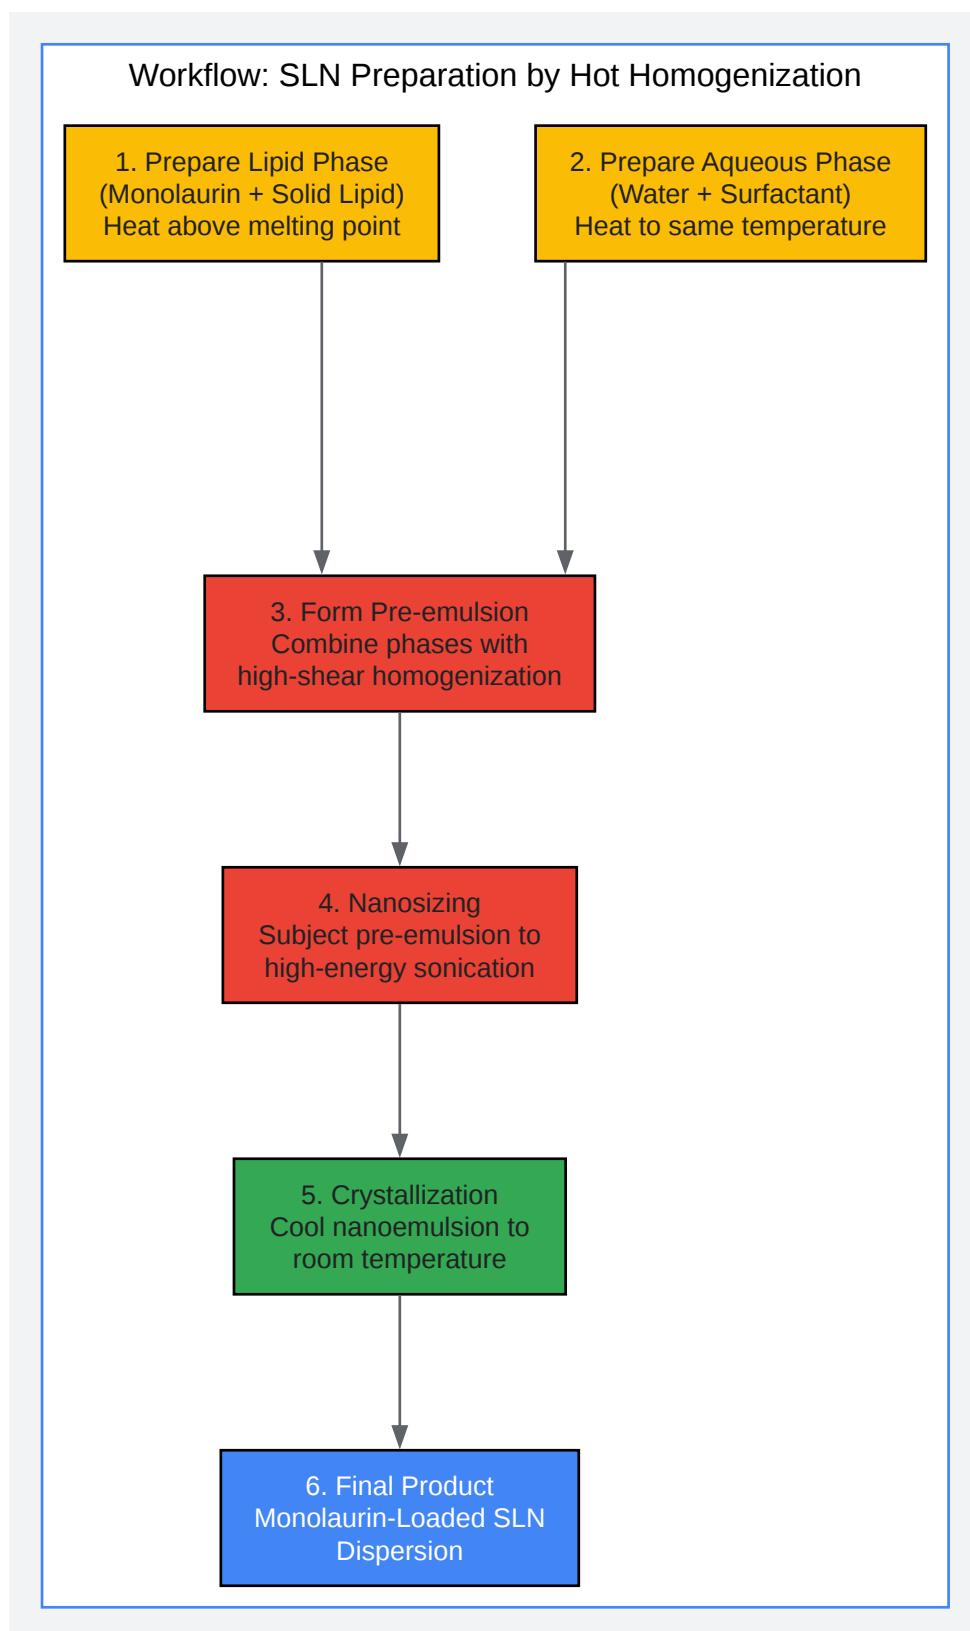 Workflow: SLN Preparation by Hot Homogenization
1. Prepare Lipid Phase
(Monolaurin + Solid Lipid)
Heat above melting point
2. Prepare Aqueous Phase
(Water + Surfactant)
Heat to same temperature
3. Form Pre-emulsion
Combine phases with
high-shear homogenization
4. Nanosizing
Subject pre-emulsion to
high-energy sonication
5. Crystallization
Cool nanoemulsion to
room temperature
6. Final Product
Monolaurin-Loaded SLN
Dispersion